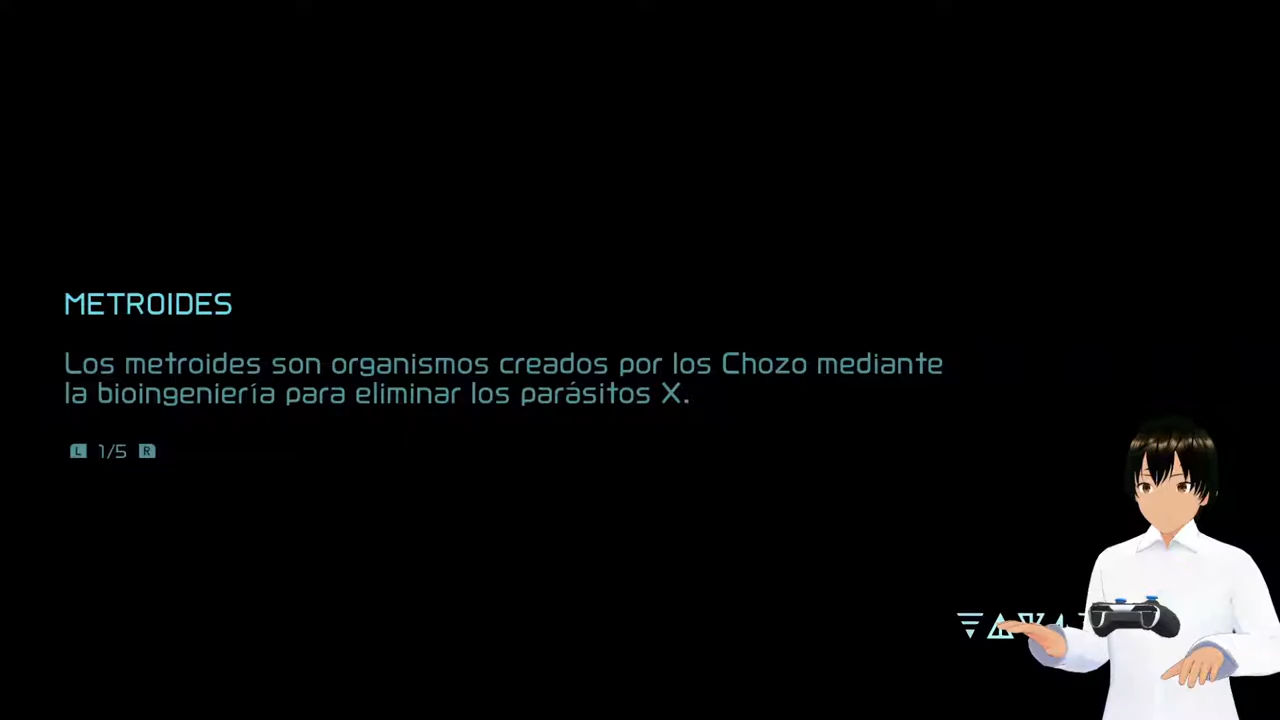 METROIDES
Los metroides son organismos creados por los Chozo mediante
la bioingeniería para eliminar los parásitos X.
L 1/5 R